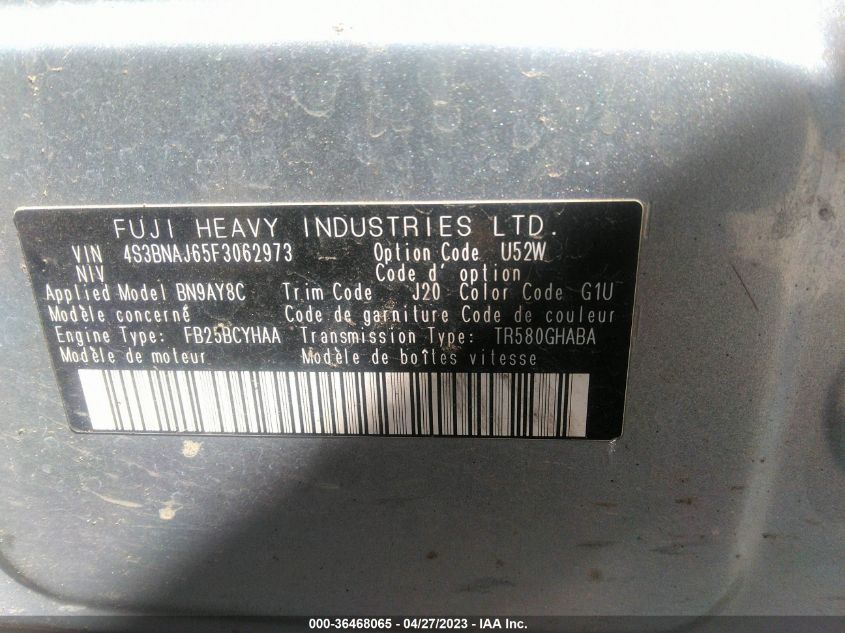 FUJI HEAVY INDUSTRIES LTD.
VIN 4S3BNAJ65F3062973 Option Code U52W
NIV Code d' option
Applied Model BN9AY8C Trim Code J20 Color Code G1U
Modèle concerné Code de garniture Code de couleur
Engine Type: FB25BCYHAA Transmission Type: TR580GHABA
Modèle de moteur Modèle de boîtes vitesse
000-36468065 - 04/27/2023 - IAA Inc.